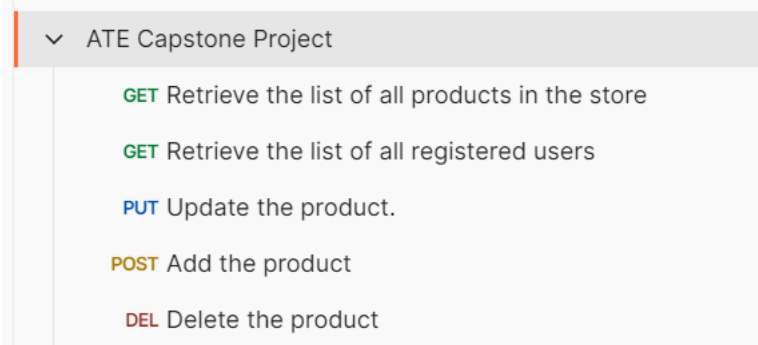 ATE Capstone Project
GET Retrieve the list of all products in the store
GET Retrieve the list of all registered users
PUT Update the product.
POST Add the product
DEL Delete the product